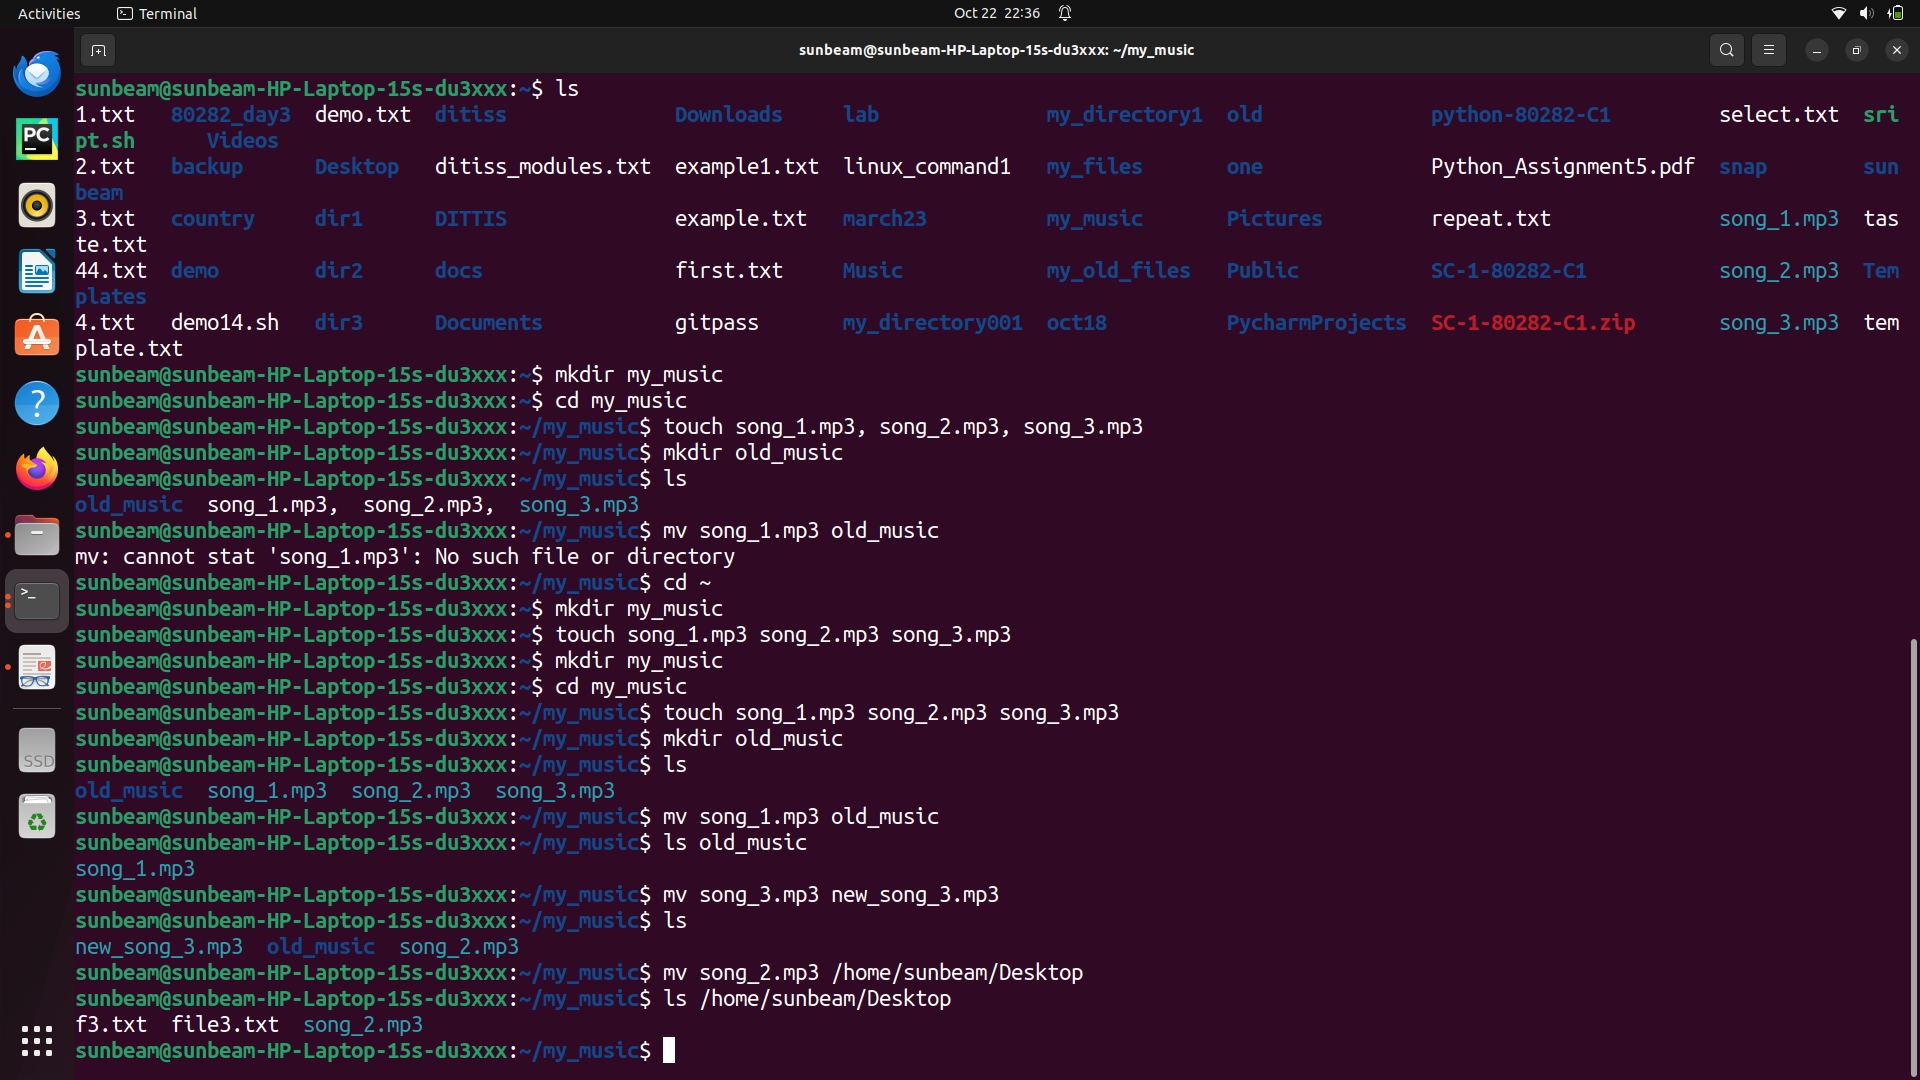 Activities Terminal Oct 22 22:36
sunbeam@sunbeam-HP-Laptop-15s-du3xxx: ~/my_music
sunbeam@sunbeam-HP-Laptop-15s-du3xxx:~$ ls
1.txt 80282_day3 demo.txt ditiss Downloads lab my_directory1 old python-80282-C1 select.txt sri
pt.sh Videos
2.txt backup Desktop ditiss_modules.txt example1.txt linux_command1 my_files one Python_Assignment5.pdf snap sun
beam
3.txt country dir1 DITTIS example.txt march23 my_music Pictures repeat.txt song_1.mp3 tas
te.txt
44.txt demo dir2 docs first.txt Music my_old_files Public SC-1-80282-C1 song_2.mp3 Tem
plates
4.txt demo14.sh dir3 Documents gitpass my_directory001 oct18 PycharmProjects SC-1-80282-C1.zip song_3.mp3 tem
plate.txt
sunbeam@sunbeam-HP-Laptop-15s-du3xxx:~$ mkdir my_music
sunbeam@sunbeam-HP-Laptop-15s-du3xxx:~$ cd my_music
sunbeam@sunbeam-HP-Laptop-15s-du3xxx:~/my_music$ touch song_1.mp3, song_2.mp3, song_3.mp3
sunbeam@sunbeam-HP-Laptop-15s-du3xxx:~/my_music$ mkdir old_music
sunbeam@sunbeam-HP-Laptop-15s-du3xxx:~/my_music$ ls
old_music song_1.mp3, song_2.mp3, song_3.mp3
sunbeam@sunbeam-HP-Laptop-15s-du3xxx:~/my_music$ mv song_1.mp3 old_music
mv: cannot stat 'song_1.mp3': No such file or directory
sunbeam@sunbeam-HP-Laptop-15s-du3xxx:~/my_music$ cd ~
sunbeam@sunbeam-HP-Laptop-15s-du3xxx:~$ mkdir my_music
sunbeam@sunbeam-HP-Laptop-15s-du3xxx:~$ touch song_1.mp3 song_2.mp3 song_3.mp3
sunbeam@sunbeam-HP-Laptop-15s-du3xxx:~$ mkdir my_music
sunbeam@sunbeam-HP-Laptop-15s-du3xxx:~$ cd my_music
sunbeam@sunbeam-HP-Laptop-15s-du3xxx:~/my_music$ touch song_1.mp3 song_2.mp3 song_3.mp3
sunbeam@sunbeam-HP-Laptop-15s-du3xxx:~/my_music$ mkdir old_music
sunbeam@sunbeam-HP-Laptop-15s-du3xxx:~/my_music$ ls
old_music song_1.mp3 song_2.mp3 song_3.mp3
sunbeam@sunbeam-HP-Laptop-15s-du3xxx:~/my_music$ mv song_1.mp3 old_music
sunbeam@sunbeam-HP-Laptop-15s-du3xxx:~/my_music$ ls old_music
song_1.mp3
sunbeam@sunbeam-HP-Laptop-15s-du3xxx:~/my_music$ mv song_3.mp3 new_song_3.mp3
sunbeam@sunbeam-HP-Laptop-15s-du3xxx:~/my_music$ ls
new_song_3.mp3 old_music song_2.mp3
sunbeam@sunbeam-HP-Laptop-15s-du3xxx:~/my_music$ mv song_2.mp3 /home/sunbeam/Desktop
sunbeam@sunbeam-HP-Laptop-15s-du3xxx:~/my_music$ ls /home/sunbeam/Desktop
f3.txt file3.txt song_2.mp3
sunbeam@sunbeam-HP-Laptop-15s-du3xxx:~/my_music$
PC
SSD